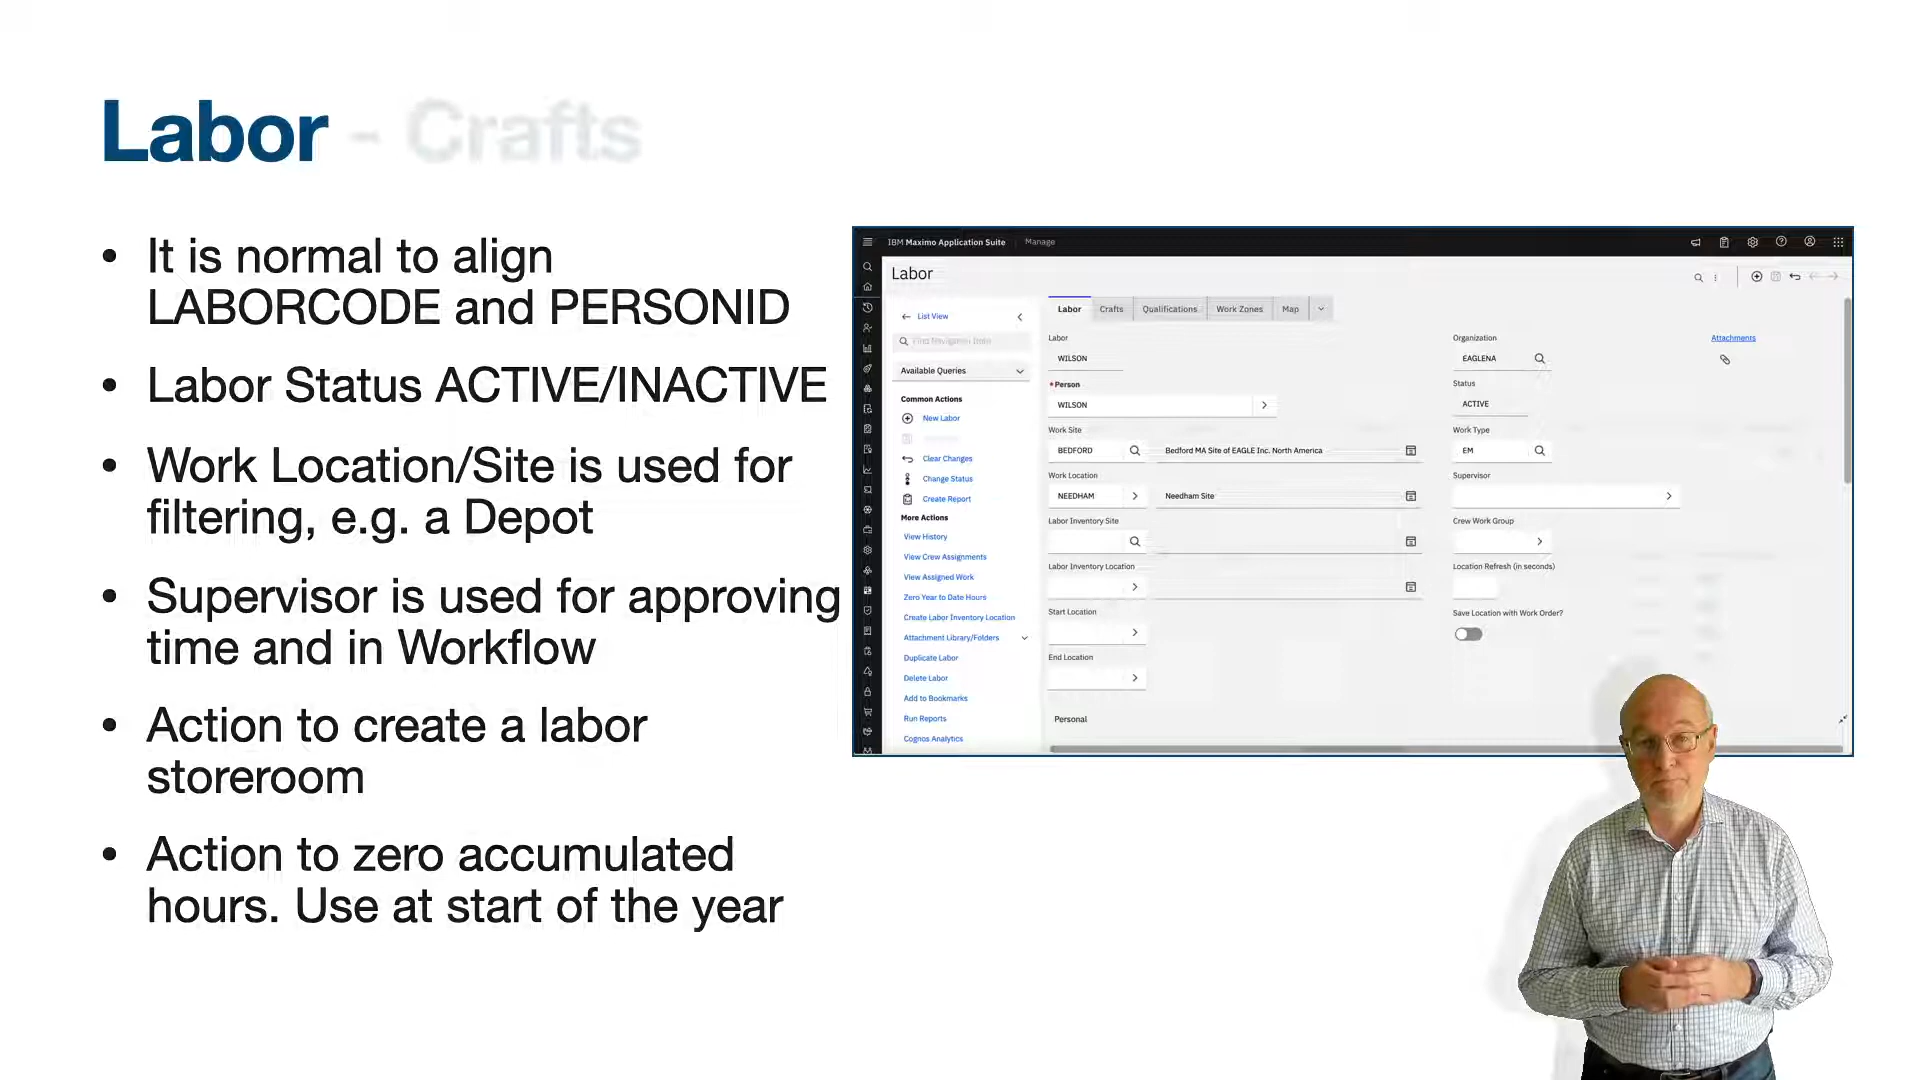 Labor - Crafts
• It is normal to align
LABORCODE and PERSONID
• Labor Status ACTIVE/INACTIVE
• Work Location/Site is used for
filtering, e.g. a Depot
• Supervisor is used for approving
time and in Workflow
• Action to create a labor
storeroom
• Action to zero accumulated
hours. Use at start of the year
IBM Maximo Application Suite Manage
Labor
List View
Find Navigation Item
Available Queries
Common Actions
New Labor
Clear Changes
Change Status
Create Report
More Actions
View History
View Crew Assignments
View Assigned Work
Zero Year to Date Hours
Create Labor Inventory Location
Attachment Library/Folders
Duplicate Labor
Delete Labor
Add to Bookmarks
Run Reports
Cognos Analytics
Labor Crafts Qualifications Work Zones Map
Labor
WILSON
*Person
WILSON
Work Site
BEDFORD Bedford MA Site of EAGLE Inc. North America
Work Location
NEEDHAM Needham Site
Labor Inventory Site
Labor Inventory Location
Start Location
End Location
Personal
Organization
EAGLENA
Status
ACTIVE
Work Type
EM
Supervisor
Crew Work Group
Location Refresh (in seconds)
Save Location with Work Order?
Attachments